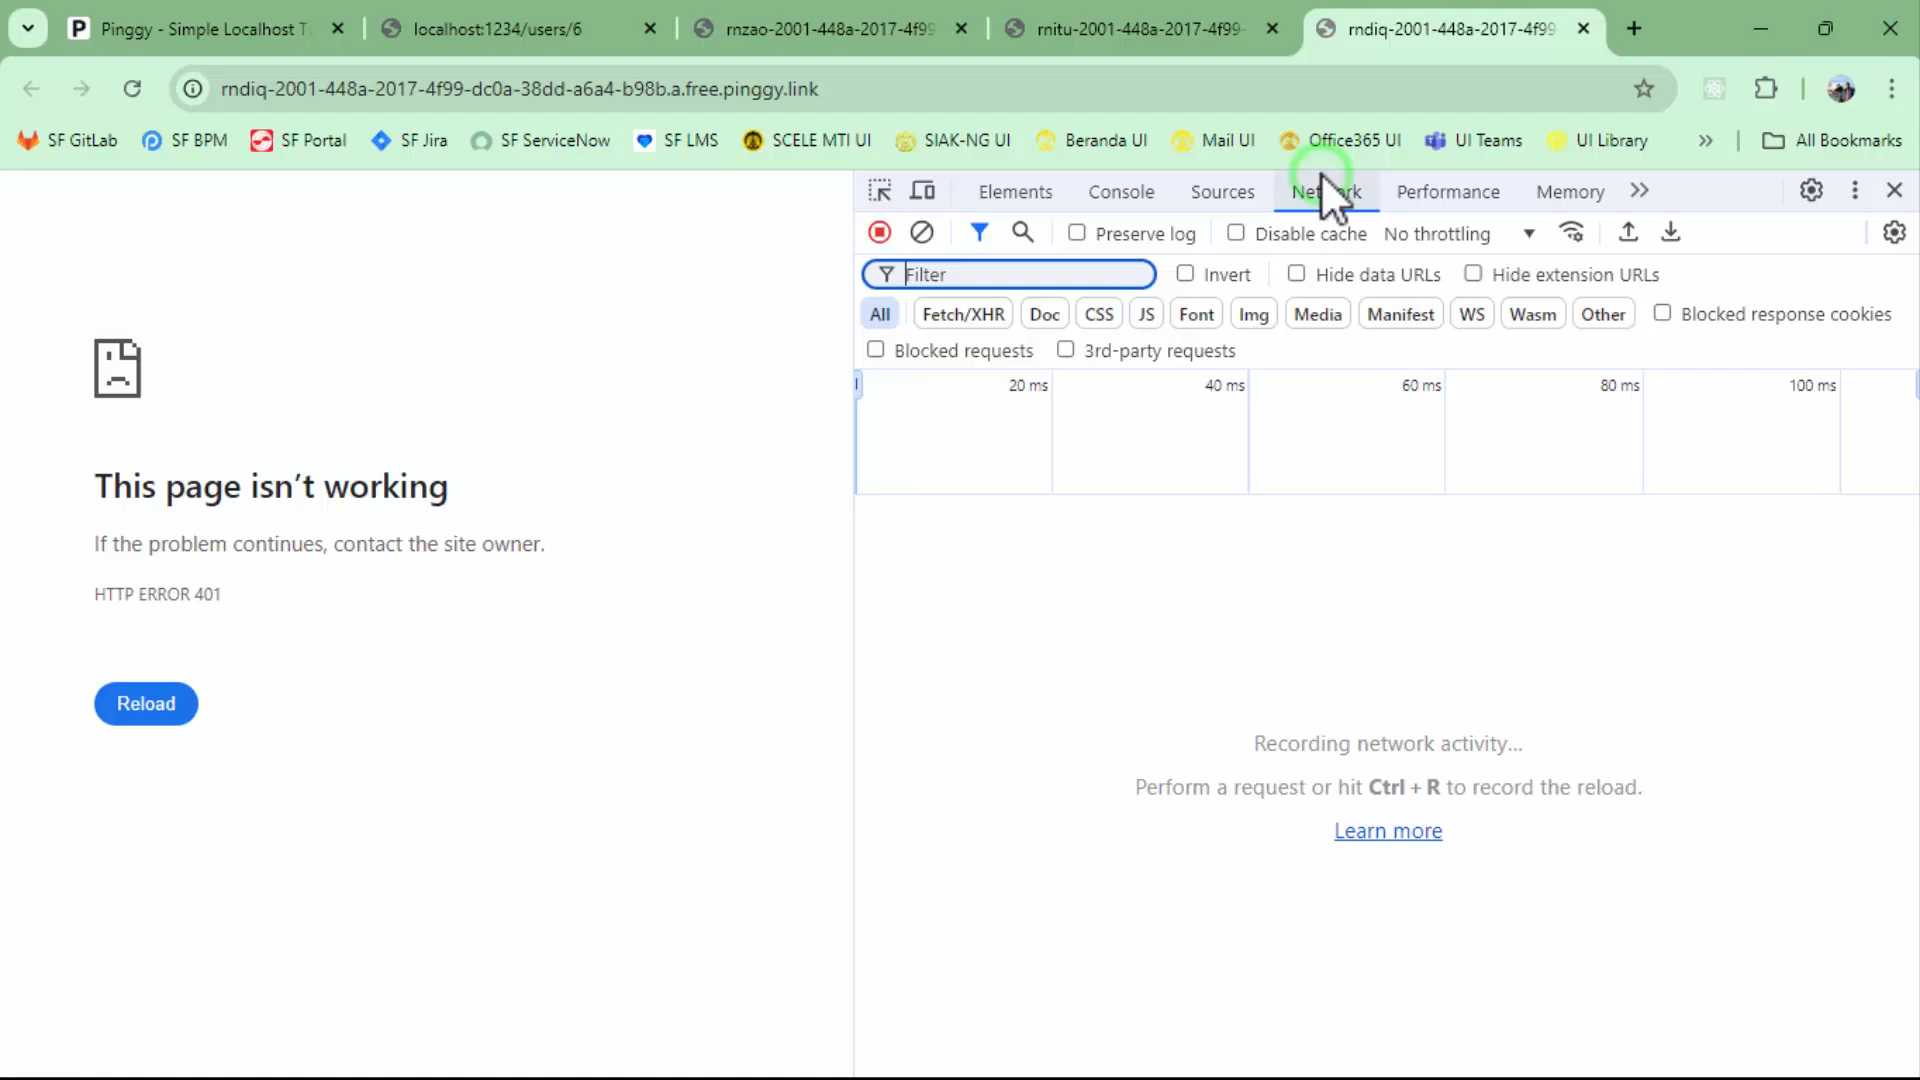 Pinggy - Simple Localhost T
localhost:1234/users/6
rnzao-2001-448a-2017-4f99
rnitu-2001-448a-2017-4f99-
rndiq-2001-448a-2017-4f99
rndiq-2001-448a-2017-4f99-dc0a-38dd-a6a4-b98b.a.free.pinggy.link
SF GitLab
SF BPM
SF Portal
SF Jira
SF ServiceNow
SF LMS
SCELE MTI UI
SIAK-NG UI
Beranda UI
Mail UI
Office365 UI
UI Teams
UI Library
All Bookmarks
Elements
Console
Sources
Network
Performance
Memory
Preserve log
Disable cache
No throttling
Filter
Invert
Hide data URLs
Hide extension URLs
All
Fetch/XHR
Doc
CSS
JS
Font
Img
Media
Manifest
WS
Wasm
Other
Blocked response cookies
Blocked requests
3rd-party requests
20 ms
40 ms
60 ms
80 ms
100 ms
This page isn’t working
If the problem continues, contact the site owner.
HTTP ERROR 401
Reload
Recording network activity...
Perform a request or hit Ctrl + R to record the reload.
Learn more